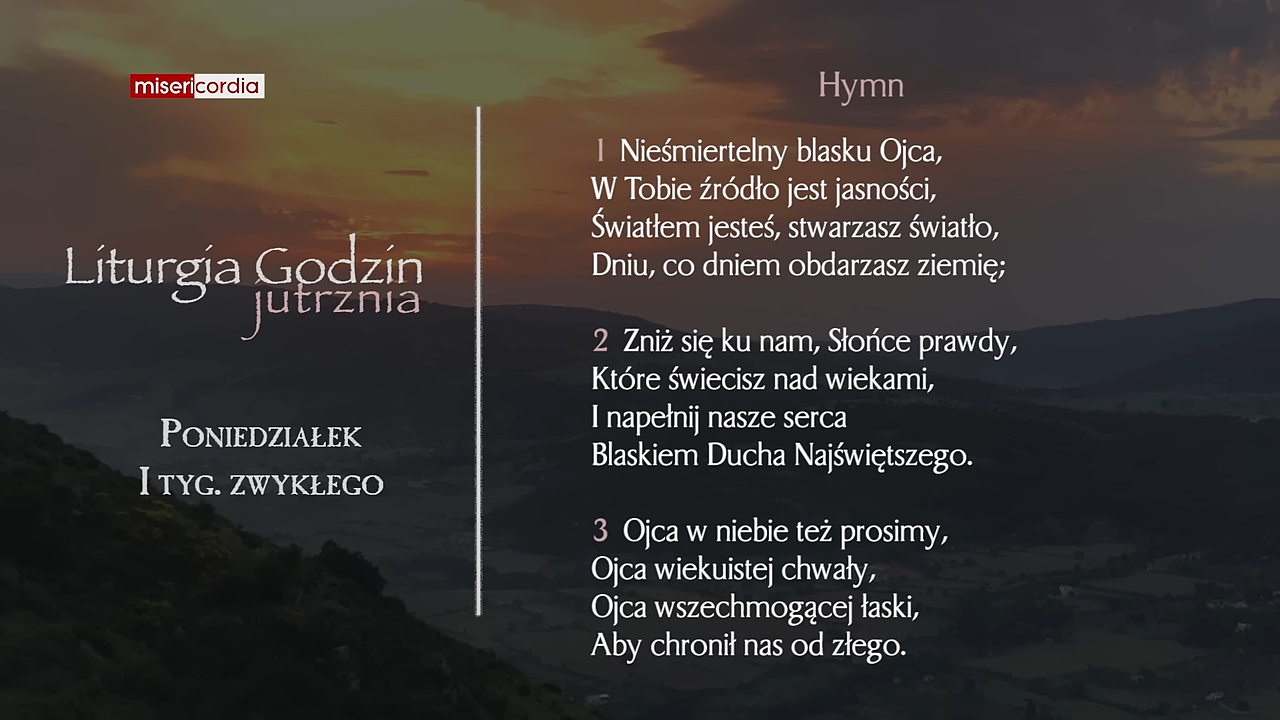 misericordia
Liturgia Godzin
jutrznia
Poniedziałek
I tyg. zwykłego
Hymn
1 Nieśmiertelny blasku Ojca,
W Tobie źródło jest jasności,
Światłem jesteś, stwarzasz światło,
Dniu, co dniem obdarzasz ziemię;
2 Zniż się ku nam, Słońce prawdy,
Które świecisz nad wiekami,
I napełnij nasze serca
Blaskiem Ducha Najświętszego.
3 Ojca w niebie też prosimy,
Ojca wiekuistej chwały,
Ojca wszechmogącej łaski,
Aby chronił nas od złego.